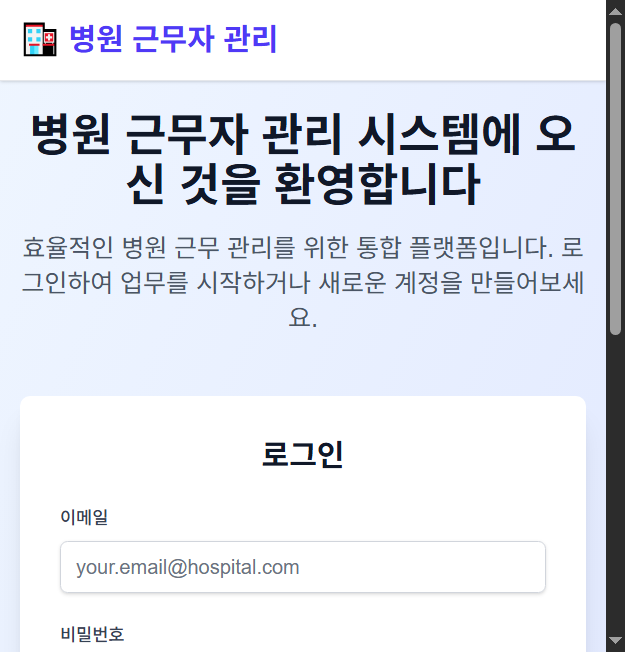 병원 근무자 관리
병원 근무자 관리 시스템에 오
신 것을 환영합니다
효율적인 병원 근무 관리를 위한 통합 플랫폼입니다. 로
그인하여 업무를 시작하거나 새로운 계정을 만들어보세
요.
로그인
이메일
your.email@hospital.com
비밀번호